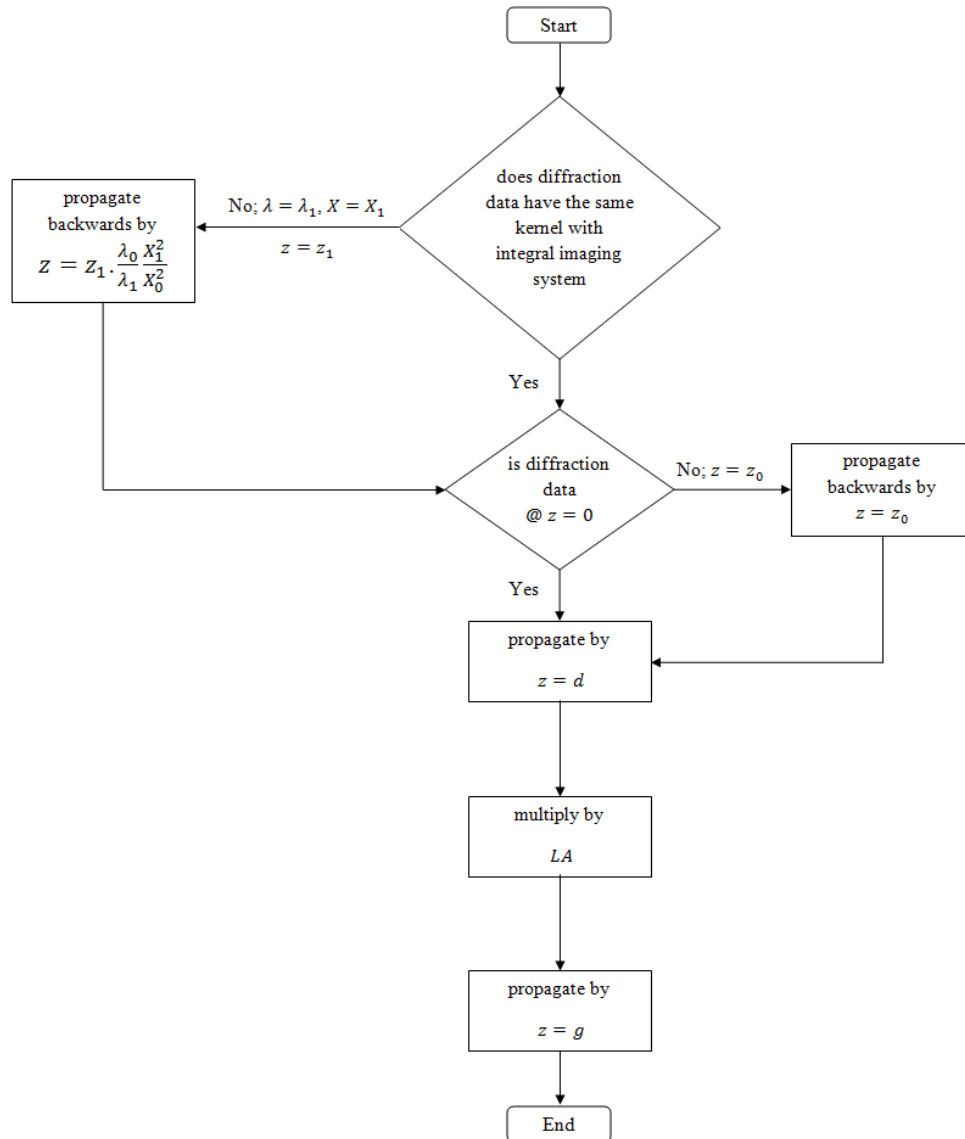 Start
does diffraction
data have the same
kernel with
integral imaging
system
No; λ = λ₁, X = X₁
z = z₁
propagate
backwards by
z = z₁. λ₀/λ₁ X₁²/X₀²
Yes
is diffraction
data
@ z = 0
No; z = z₀
propagate
backwards by
z = z₀
Yes
propagate by
z = d
multiply by
LA
propagate by
z = g
End